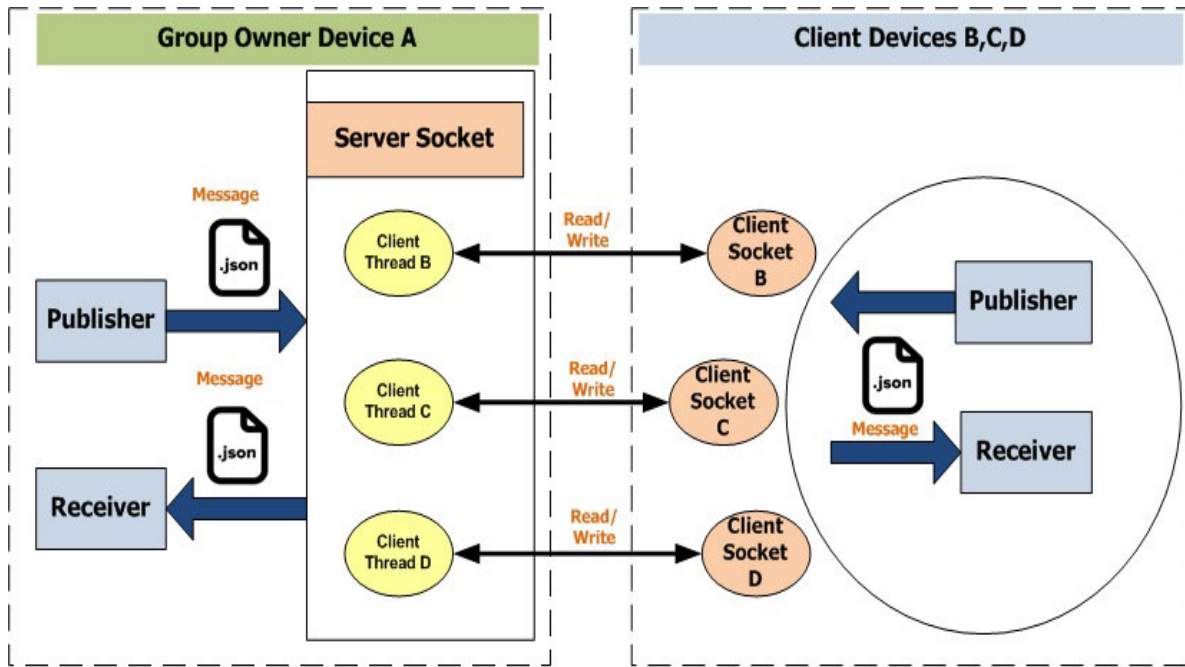 Group Owner Device A
Server Socket
Message
.json
Publisher
Message
.json
Receiver
Client
Thread B
Client
Thread C
Client
Thread D
Read/
Write
Read/
Write
Read/
Write
Client Devices B,C,D
Client
Socket
B
Client
Socket
C
Client
Socket
D
Publisher
.json
Message
Receiver